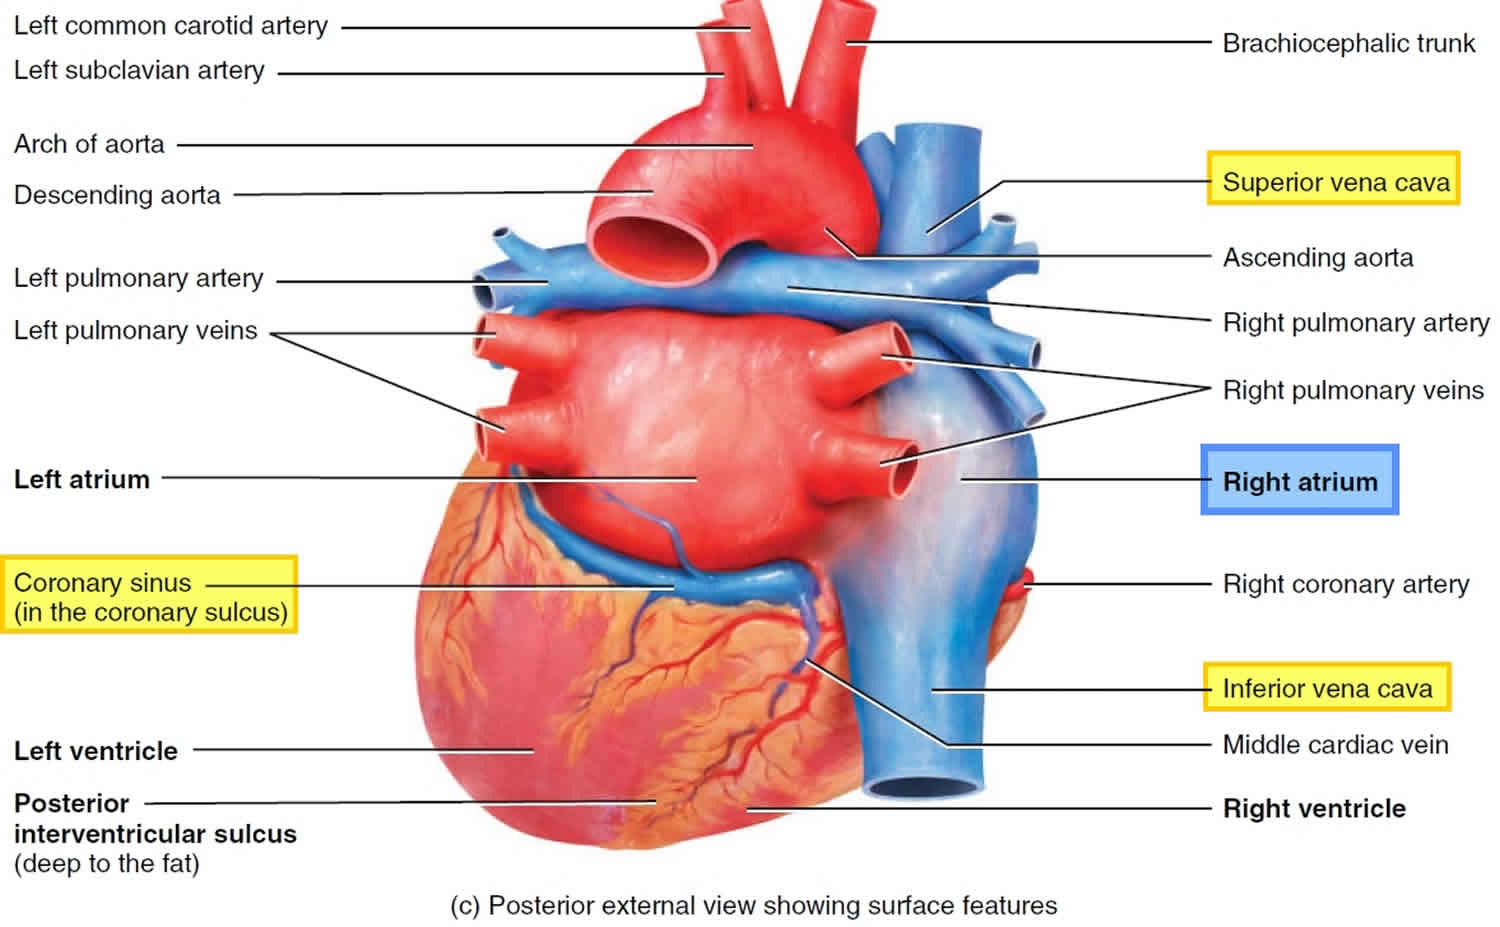 Left common carotid artery
Left subclavian artery
Arch of aorta
Descending aorta
Left pulmonary artery
Left pulmonary veins
Left atrium
Coronary sinus
(in the coronary sulcus)
Left ventricle
Posterior
interventricular sulcus
(deep to the fat)
Brachiocephalic trunk
Superior vena cava
Ascending aorta
Right pulmonary artery
Right pulmonary veins
Right atrium
Right coronary artery
Inferior vena cava
Middle cardiac vein
Right ventricle
(c) Posterior external view showing surface features